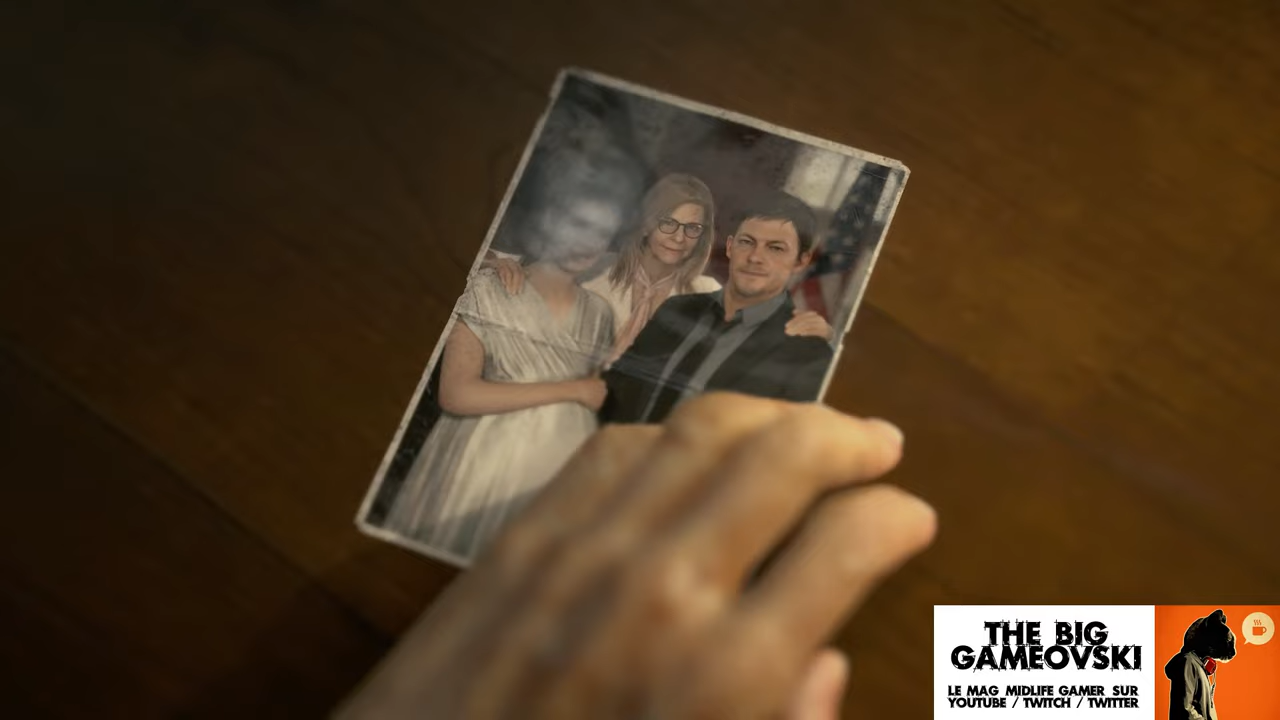 THE BIG
GAMEOVSKI
LE MAG MIDLIFE GAMER SUR
YOUTUBE / TWITCH / TWITTER